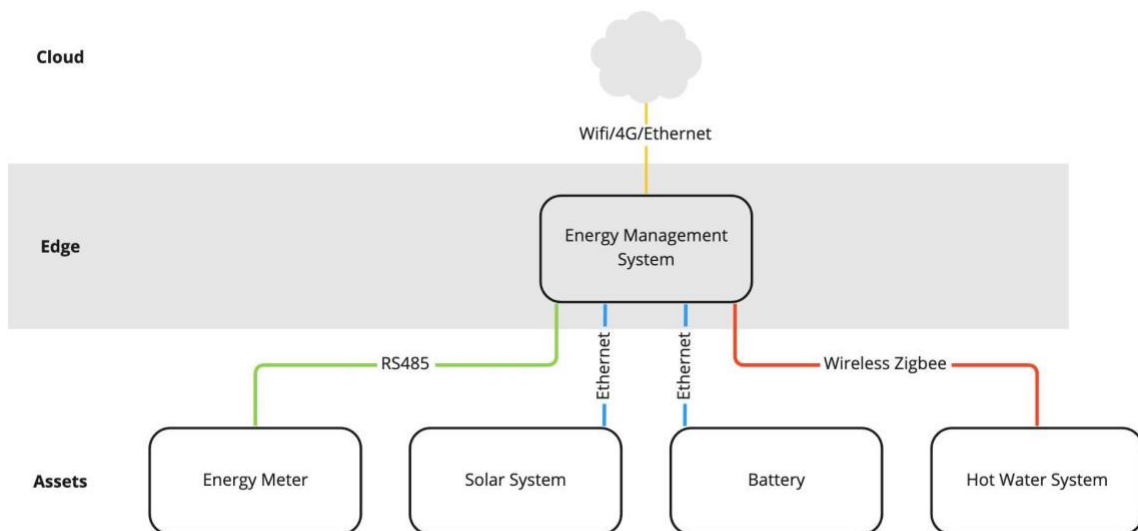 Cloud
Wifi/4G/Ethernet
Energy Management
System
Edge
RS485
Ethernet
Ethernet
Wireless Zigbee
Assets
Energy Meter
Solar System
Battery
Hot Water System